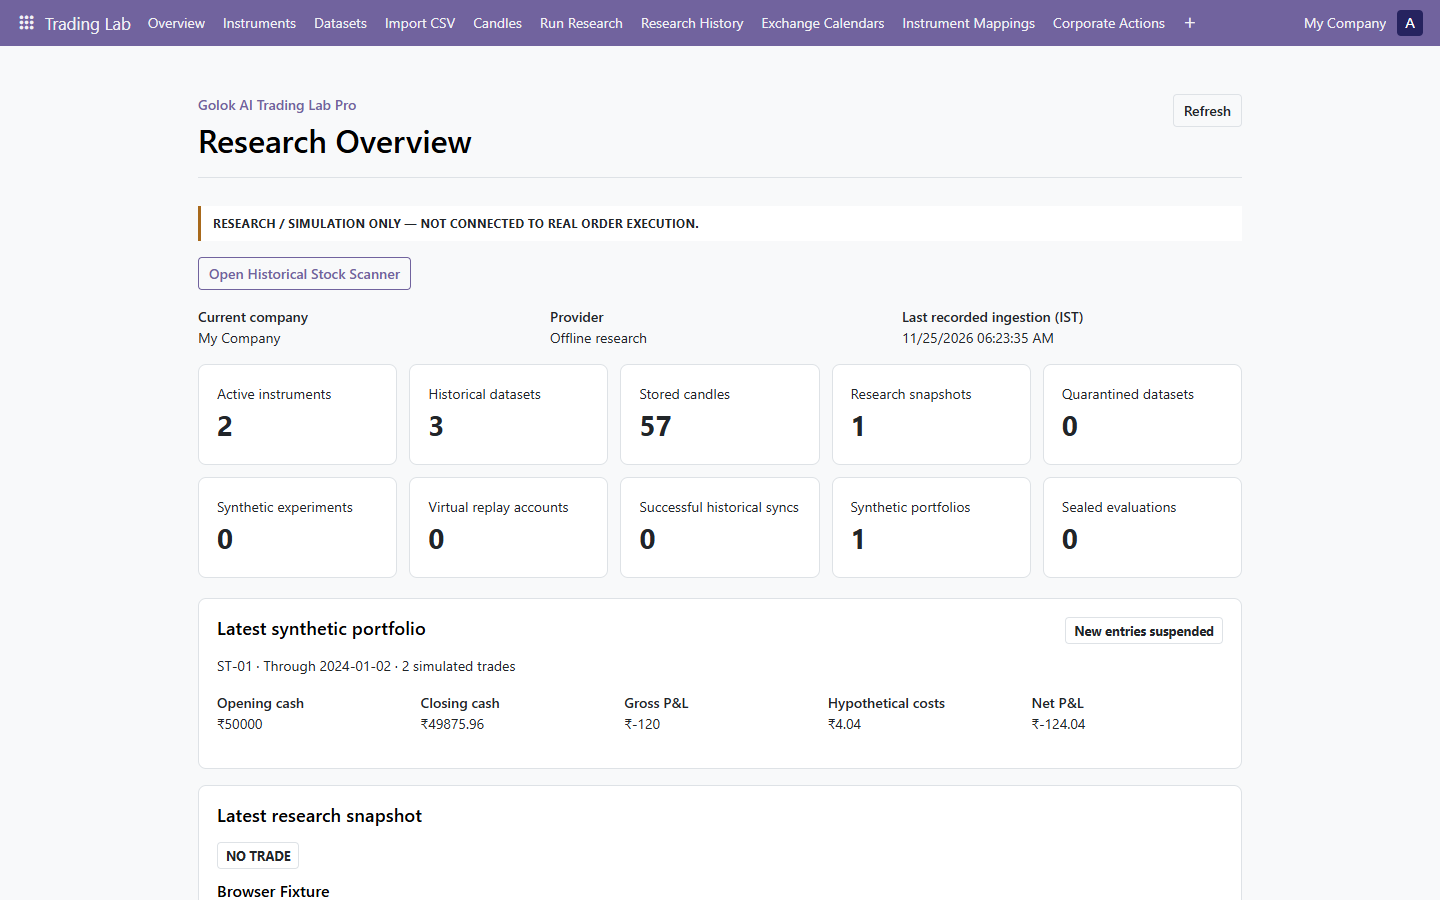 Trading Lab Overview Instruments Datasets Import CSV Candles Run Research Research History Exchange Calendars Instrument Mappings Corporate Actions + My Company A
Golok AI Trading Lab Pro
Refresh
Research Overview
RESEARCH / SIMULATION ONLY — NOT CONNECTED TO REAL ORDER EXECUTION.
Open Historical Stock Scanner
Current company Provider Last recorded ingestion (IST)
My Company Offline research 11/25/2026 06:23:35 AM
Active instruments Historical datasets Stored candles Research snapshots Quarantined datasets
2 3 57 1 0
Synthetic experiments Virtual replay accounts Successful historical syncs Synthetic portfolios Sealed evaluations
0 0 0 1 0
Latest synthetic portfolio New entries suspended
ST-01 · Through 2024-01-02 · 2 simulated trades
Opening cash Closing cash Gross P&L Hypothetical costs Net P&L
₹50000 ₹49875.96 ₹-120 ₹4.04 ₹-124.04
Latest research snapshot
NO TRADE
Browser Fixture